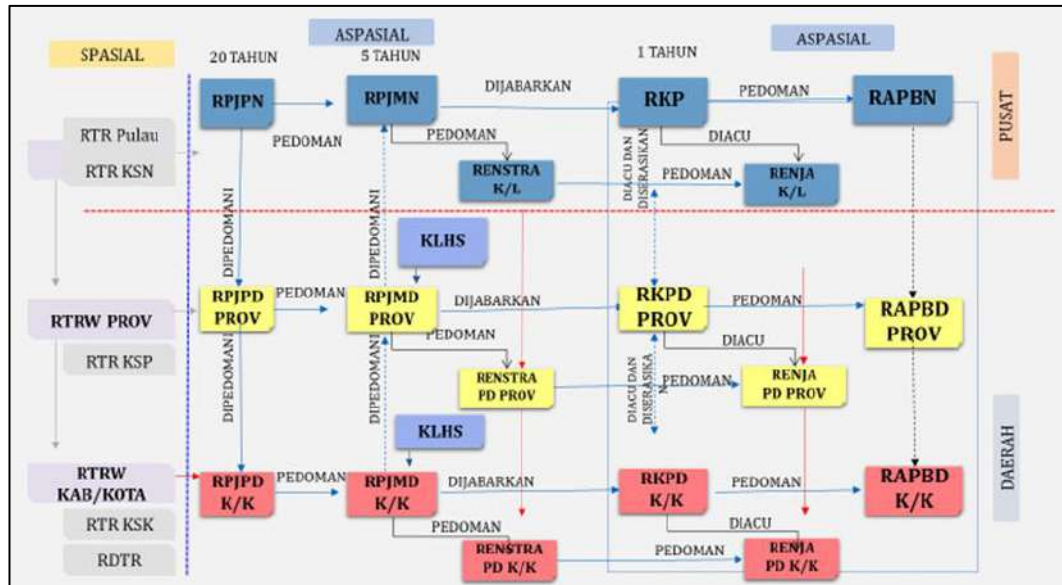 ASPASIAL
ASPASIAL
SPASIAL
20 TAHUN
5 TAHUN
1 TAHUN
RPJPN
RPJMN
DIJABARKAN
RKP
PEDOMAN
RAPBN
PUSAT
RTR Pulau
RTR KSN
PEDOMAN
PEDOMAN
DIACU
RENSTRA
K/L
PEDOMAN
RENJA
K/L
DIACU DAN
DISERASIKAN
DIPEDOMANI
DIPEDOMANI
KLHS
RTRW PROV
RPJPD
PROV
PEDOMAN
RPJMD
PROV
DIJABARKAN
RKPD
PROV
PEDOMAN
RAPBD
PROV
RTR KSP
PEDOMAN
DIACU
RENSTRA
PD PROV
PEDOMAN
RENJA
PD PROV
DIPEDOMANI
DIPEDOMANI
DIACU DAN
DISERASIKA
N
KLHS
DAERAH
RTRW
KAB/KOTA
RPJPD
K/K
PEDOMAN
RPJMD
K/K
DIJABARKAN
RKPD
K/K
PEDOMAN
RAPBD
K/K
RTR KSK
RDTR
PEDOMAN
DIACU
RENSTRA
PD K/K
PEDOMAN
RENJA
PD K/K